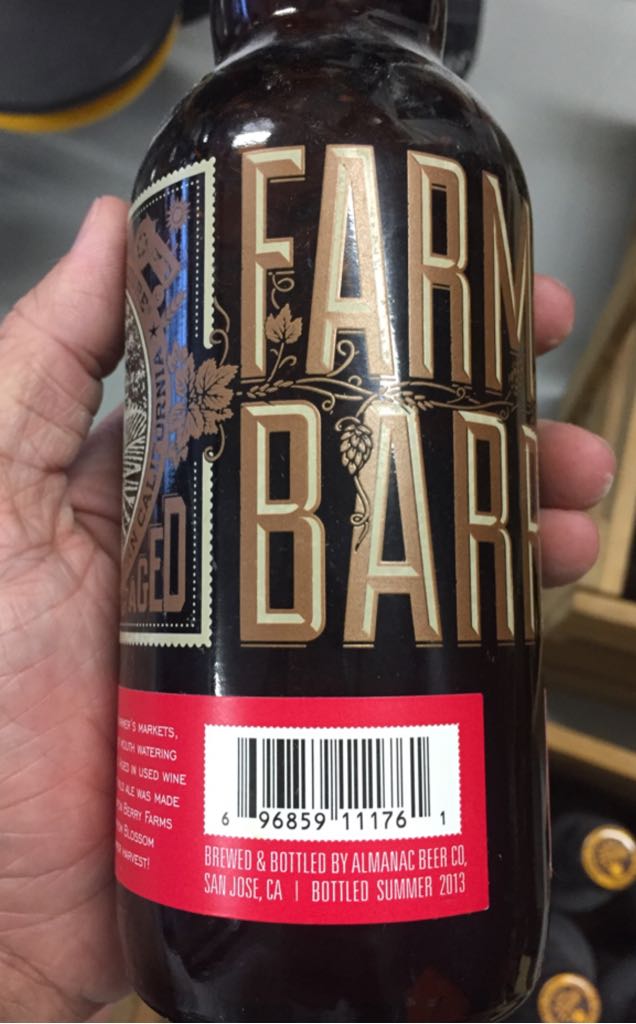 FARM
BARR
N CALIFORNIA
AGED
MARKETS,
MOUTH WATERING
AGED IN USED WINE
ALE WAS MADE
BERRY FARMS
BLOSSOM
HARVEST!
6 96859 11176 1
BREWED & BOTTLED BY ALMANAC BEER CO,
SAN JOSE, CA | BOTTLED SUMMER 2013